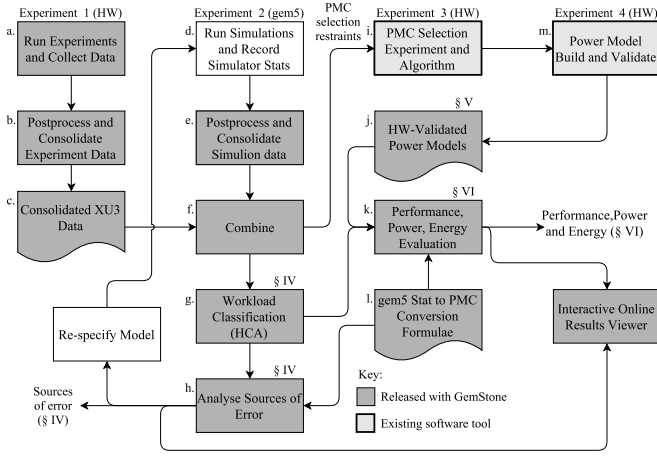 Experiment 1 (HW)
a.
Run Experiments
and Collect Data
b.
Postprocess and
Consolidate
Experiment Data
c.
Consolidated XU3
Data
Experiment 2 (gem5)
d.
Run Simulations
and Record
Simulator Stats
e.
Postprocess and
Consolidate
Simulion data
f.
Combine
§ IV
g.
Workload
Classification
(HCA)
§ IV
h.
Analyse Sources of
Error
Re-specify Model
Sources
of error
(§ IV)
PMC
selection
restraints
Experiment 3 (HW)
i.
PMC Selection
Experiment and
Algorithm
Experiment 4 (HW)
m.
Power Model
Build and Validate
§ V
j.
HW-Validated
Power Models
§ VI
k.
Performance,
Power, Energy
Evaluation
Performance,Power
and Energy (§ VI)
l.
gem5 Stat to PMC
Conversion
Formulae
Interactive Online
Results Viewer
Key:
Released with GemStone
Existing software tool